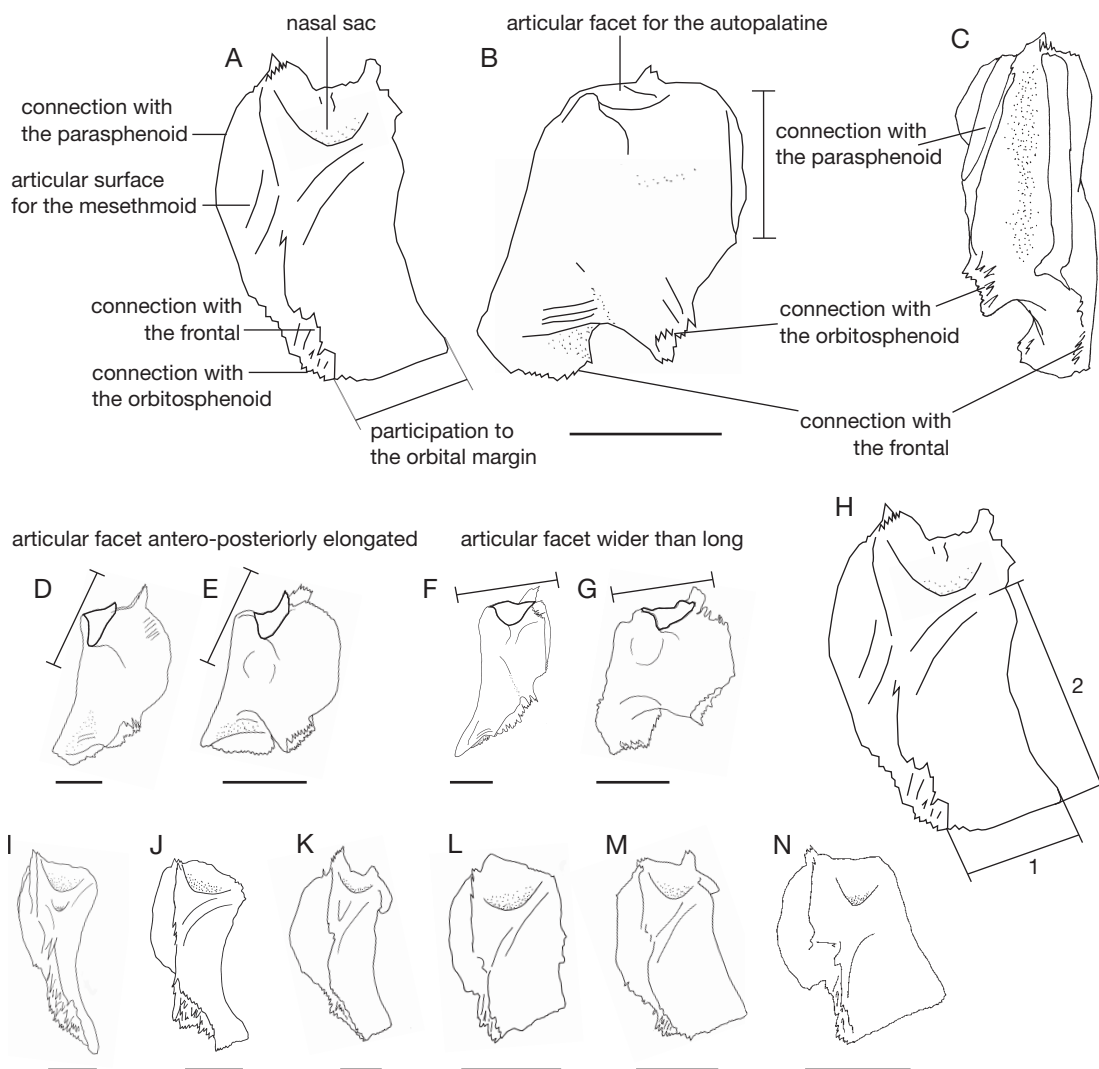 nasal sac
articular facet for the autopalatine
A
B
C
connection with
the parasphenoid
articular surface
for the mesethmoid
connection with
the frontal
connection with
the orbitosphenoid
participation to
the orbital margin
connection with
the parasphenoid
connection with
the orbitosphenoid
connection with
the frontal
articular facet antero-posteriorly elongated
articular facet wider than long
D
E
F
G
H
2
1
I
J
K
L
M
N